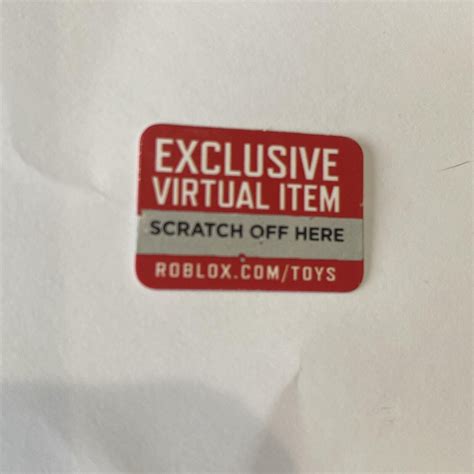 EXCLUSIVE
VIRTUAL ITEM
SCRATCH OFF HERE
ROBLOX.COM/TOYS